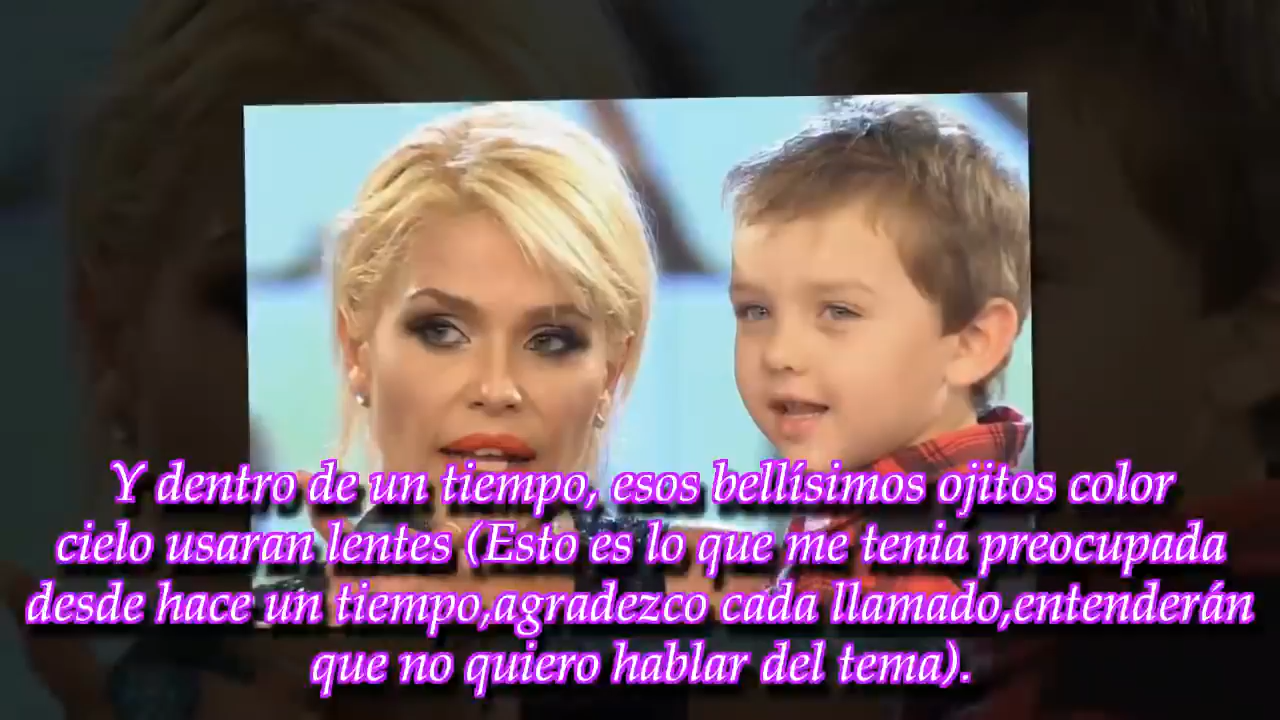 Y dentro de un tiempo, esos bellísimos ojitos color
cielo usaran lentes (Esto es lo que me tenia preocupada
desde hace un tiempo,agradezco cada llamado,entenderán
que no quiero hablar del tema).